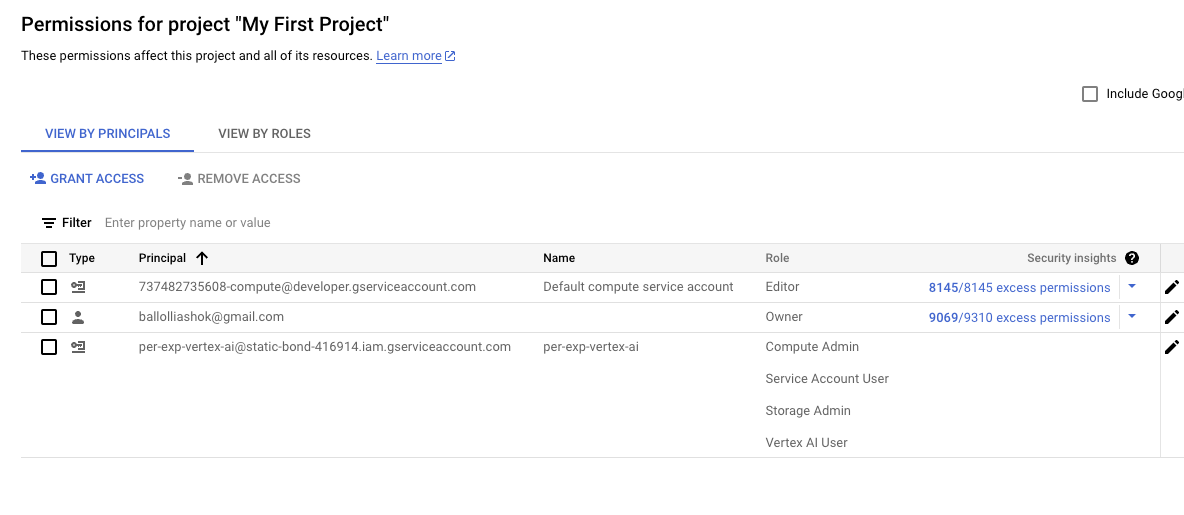 Permissions for project "My First Project"
These permissions affect this project and all of its resources. Learn more
Include Googl
VIEW BY PRINCIPALS VIEW BY ROLES
GRANT ACCESS REMOVE ACCESS
Filter Enter property name or value
Type Principal Name Role Security insights
737482735608-compute@developer.gserviceaccount.com Default compute service account Editor 8145/8145 excess permissions
ballolliashok@gmail.com Owner 9069/9310 excess permissions
per-exp-vertex-ai@static-bond-416914.iam.gserviceaccount.com per-exp-vertex-ai Compute Admin
Service Account User
Storage Admin
Vertex AI User